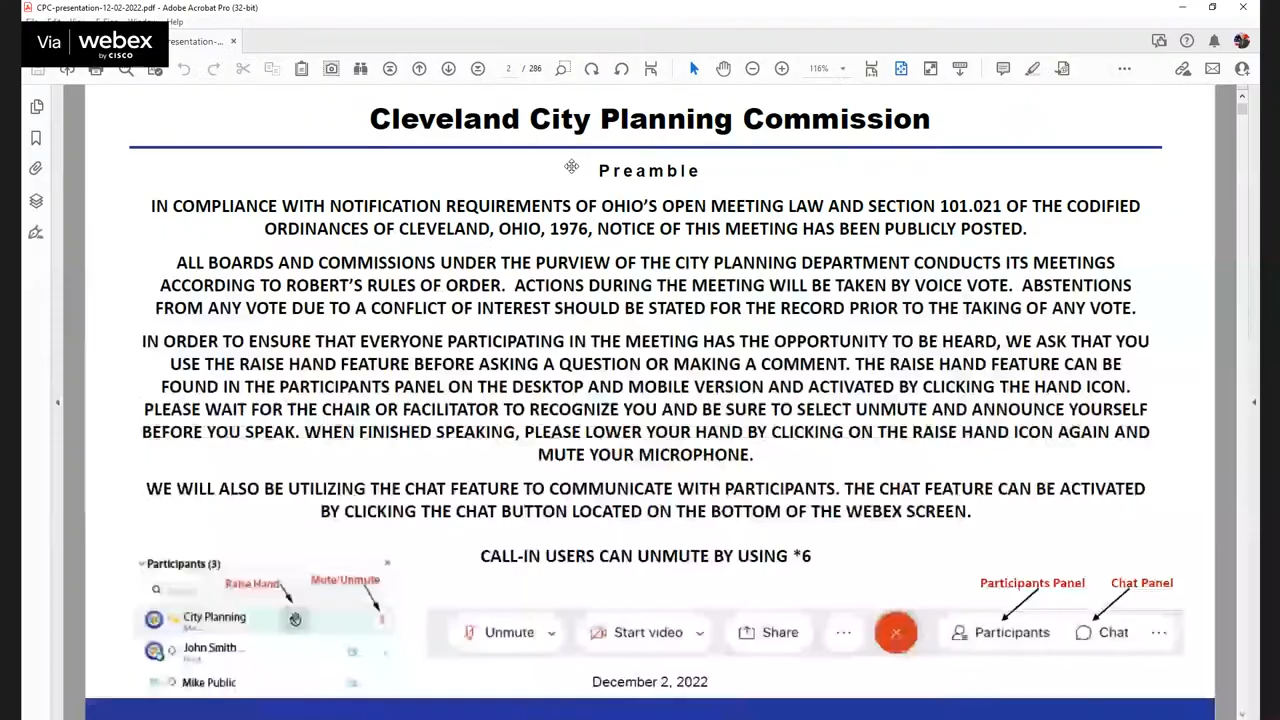 CPC-presentation-12-02-2022.pdf - Adobe Acrobat Pro (32-bit)
Help
Via webex
by CISCO
resentation-...
2 / 286
116%
Cleveland City Planning Commission
Preamble
IN COMPLIANCE WITH NOTIFICATION REQUIREMENTS OF OHIO'S OPEN MEETING LAW AND SECTION 101.021 OF THE CODIFIED
ORDINANCES OF CLEVELAND, OHIO, 1976, NOTICE OF THIS MEETING HAS BEEN PUBLICLY POSTED.
ALL BOARDS AND COMMISSIONS UNDER THE PURVIEW OF THE CITY PLANNING DEPARTMENT CONDUCTS ITS MEETINGS
ACCORDING TO ROBERT'S RULES OF ORDER. ACTIONS DURING THE MEETING WILL BE TAKEN BY VOICE VOTE. ABSTENTIONS
FROM ANY VOTE DUE TO A CONFLICT OF INTEREST SHOULD BE STATED FOR THE RECORD PRIOR TO THE TAKING OF ANY VOTE.
IN ORDER TO ENSURE THAT EVERYONE PARTICIPATING IN THE MEETING HAS THE OPPORTUNITY TO BE HEARD, WE ASK THAT YOU
USE THE RAISE HAND FEATURE BEFORE ASKING A QUESTION OR MAKING A COMMENT. THE RAISE HAND FEATURE CAN BE
FOUND IN THE PARTICIPANTS PANEL ON THE DESKTOP AND MOBILE VERSION AND ACTIVATED BY CLICKING THE HAND ICON.
PLEASE WAIT FOR THE CHAIR OR FACILITATOR TO RECOGNIZE YOU AND BE SURE TO SELECT UNMUTE AND ANNOUNCE YOURSELF
BEFORE YOU SPEAK. WHEN FINISHED SPEAKING, PLEASE LOWER YOUR HAND BY CLICKING ON THE RAISE HAND ICON AGAIN AND
MUTE YOUR MICROPHONE.
WE WILL ALSO BE UTILIZING THE CHAT FEATURE TO COMMUNICATE WITH PARTICIPANTS. THE CHAT FEATURE CAN BE ACTIVATED
BY CLICKING THE CHAT BUTTON LOCATED ON THE BOTTOM OF THE WEBEX SCREEN.
CALL-IN USERS CAN UNMUTE BY USING *6
Participants (3)
Raise Hand Mute/Unmute
Search
City Planning
Me...
John Smith...
Host
Mike Public
Participants Panel Chat Panel
Unmute Start video Share ... Participants Chat ...
December 2, 2022